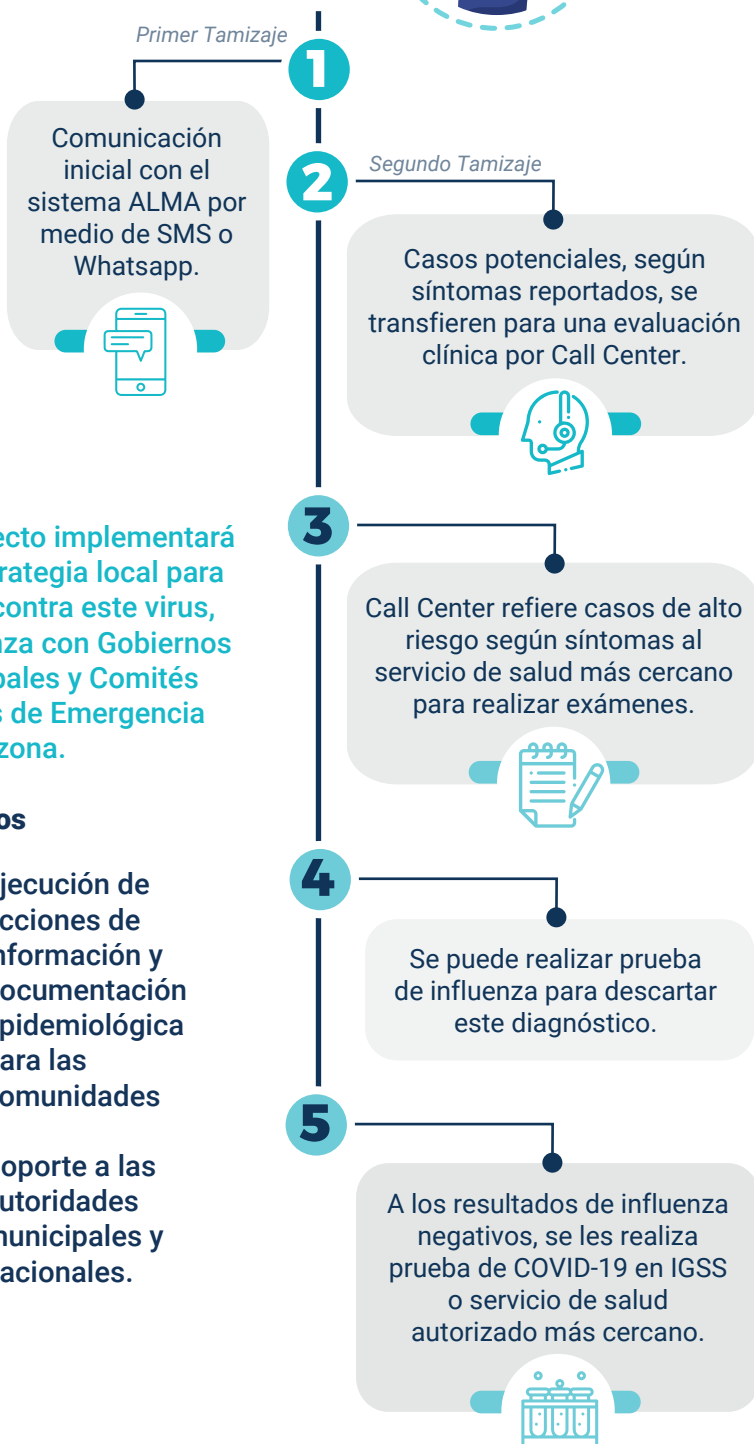 Primer Tamizaje
1
Comunicación
inicial con el
sistema ALMA por
medio de SMS o
Whatsapp.
2
Segundo Tamizaje
Casos potenciales, según
síntomas reportados, se
transfieren para una evaluación
clínica por Call Center.
3
Call Center refiere casos de alto
riesgo según síntomas al
servicio de salud más cercano
para realizar exámenes.
4
Se puede realizar prueba
de influenza para descartar
este diagnóstico.
5
A los resultados de influenza
negativos, se les realiza
prueba de COVID-19 en IGSS
o servicio de salud
autorizado más cercano.
ecto implementará
rategia local para
contra este virus,
nza con Gobiernos
pales y Comités
s de Emergencia
zona.
os
jecución de
cciones de
nformación y
ocumentación
pidemiológica
ara las
omunidades
oporte a las
utoridades
nunicipales y
acionales.